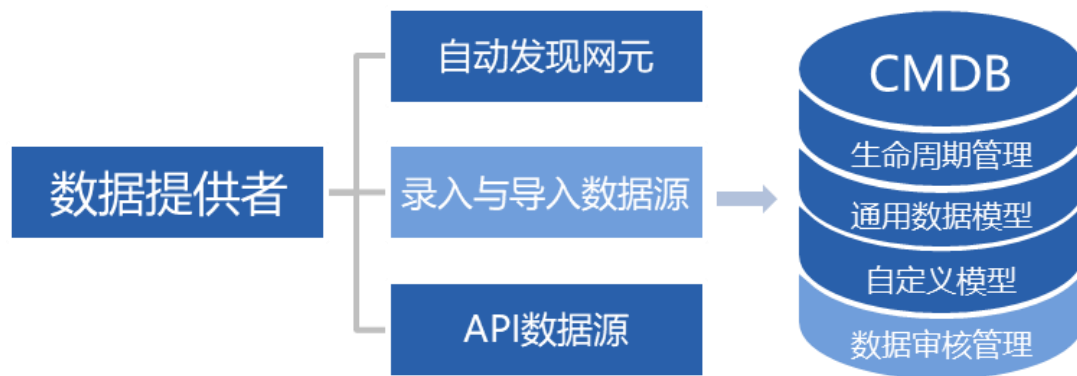 数据提供者
自动发现网元
录入与导入数据源
API数据源
CMDB
生命周期管理
通用数据模型
自定义模型
数据审核管理